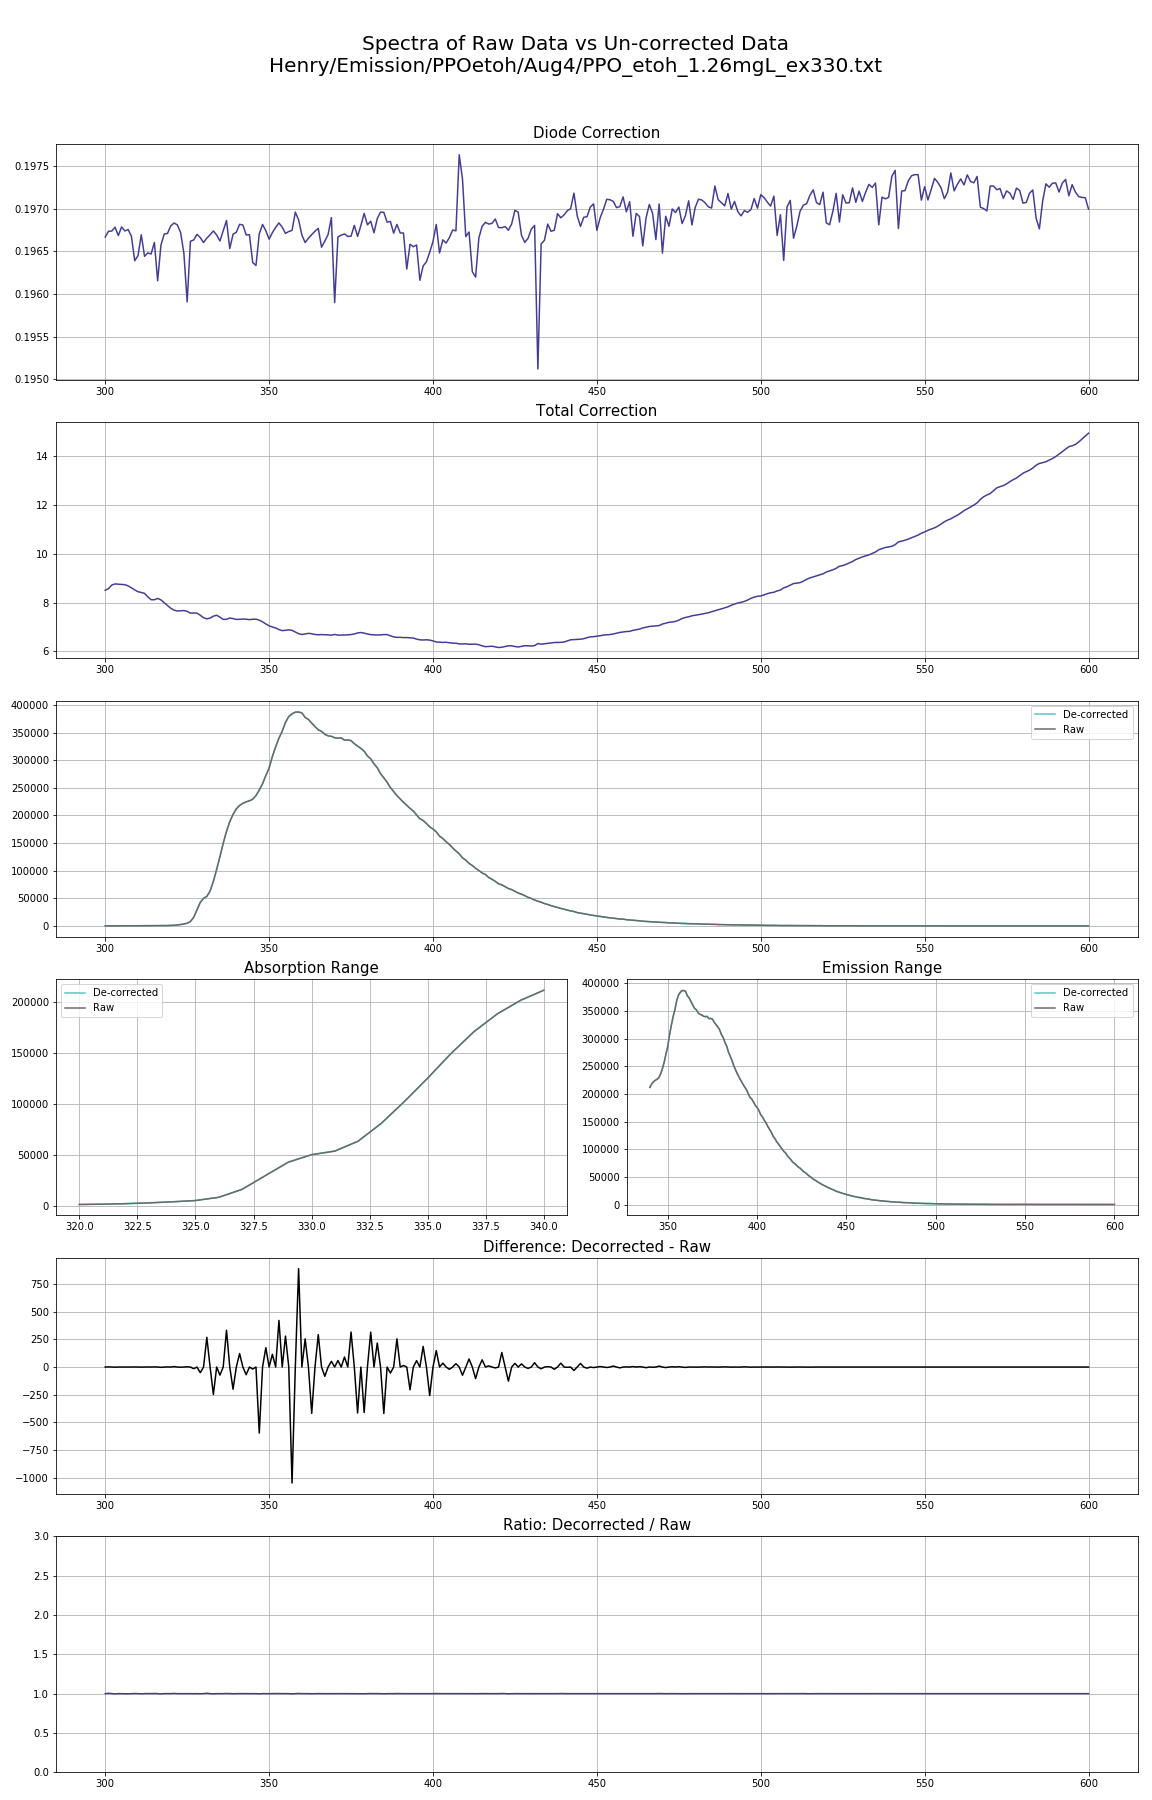 Spectra of Raw Data vs Un-corrected Data
Henry/Emission/PPOetoh/Aug4/PPO_etoh_1.26mgL_ex330.txt
Diode Correction
0.1975
0.1970
0.1965
0.1960
0.1955
0.1950
300 350 400 450 500 550 600
Total Correction
14
12
10
8
6
300 350 400 450 500 550 600
400000
350000
300000
250000
200000
150000
100000
50000
0
De-corrected
Raw
300 350 400 450 500 550 600
Absorption Range
200000
150000
100000
50000
0
De-corrected
Raw
320.0 322.5 325.0 327.5 330.0 332.5 335.0 337.5 340.0
Emission Range
400000
350000
300000
250000
200000
150000
100000
50000
0
De-corrected
Raw
350 400 450 500 550 600
Difference: Decorrected - Raw
750
500
250
0
−250
−500
−750
−1000
300 350 400 450 500 550 600
Ratio: Decorrected / Raw
3.0
2.5
2.0
1.5
1.0
0.5
0.0
300 350 400 450 500 550 600